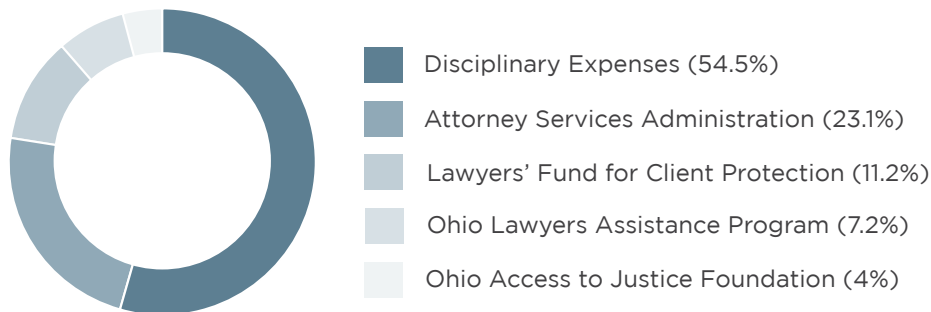 Disciplinary Expenses (54.5%)
Attorney Services Administration (23.1%)
Lawyers’ Fund for Client Protection (11.2%)
Ohio Lawyers Assistance Program (7.2%)
Ohio Access to Justice Foundation (4%)